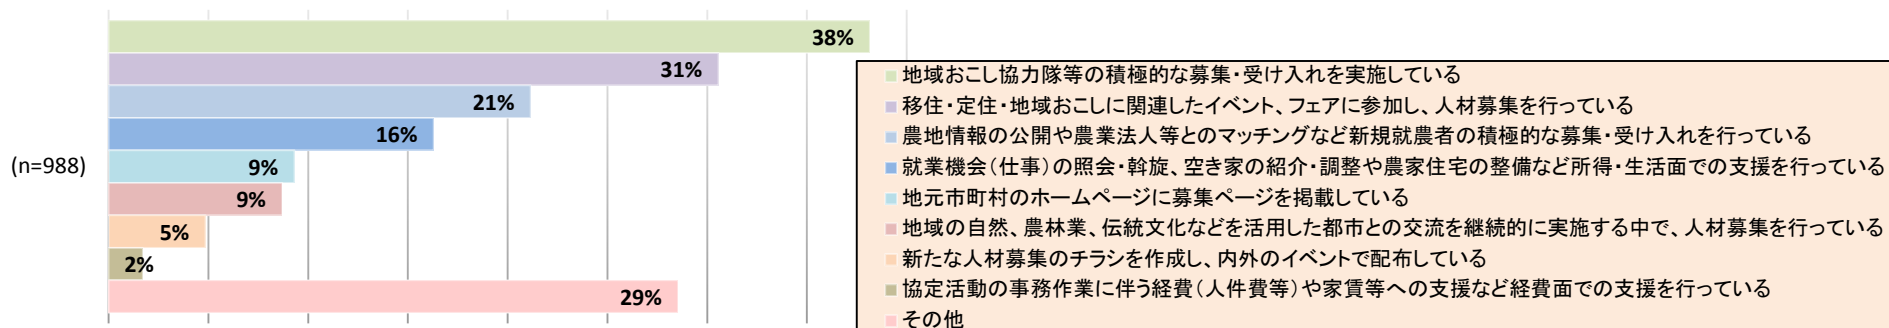 38%
31%
21%
16%
(n=988)
9%
9%
5%
2%
29%
地域おこし協力隊等の積極的な募集・受け入れを実施している
移住・定住・地域おこしに関連したイベント、フェアに参加し、人材募集を行っている
農地情報の公開や農業法人等とのマッチングなど新規就農者の積極的な募集・受け入れを行っている
就業機会(仕事)の照会・斡旋、空き家の紹介・調整や農家住宅の整備など所得・生活面での支援を行っている
地元市町村のホームページに募集ページを掲載している
地域の自然、農林業、伝統文化などを活用した都市との交流を継続的に実施する中で、人材募集を行っている
新たな人材募集のチラシを作成し、内外のイベントで配布している
協定活動の事務作業に伴う経費(人件費等)や家賃等への支援など経費面での支援を行っている
その他